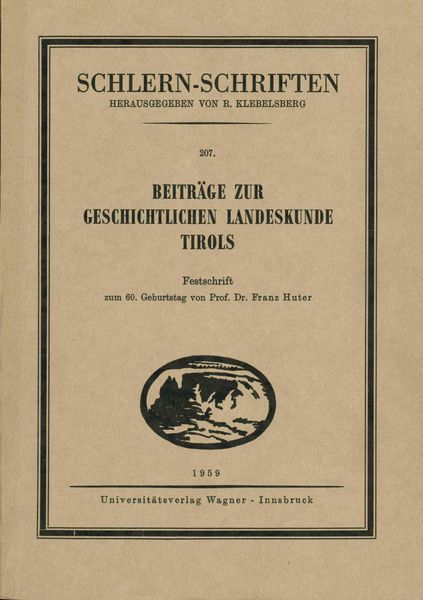 SCHLERN-SCHRIFTEN
HERAUSGEGEBEN VON R. KLEBELSBERG
207.
BEITRÄGE ZUR
GESCHICHTLICHEN LANDESKUNDE
TIROLS
Festschrift
zum 60. Geburtstag von Prof. Dr. Franz Huter
1959
Universitätsverlag Wagner - Innsbruck